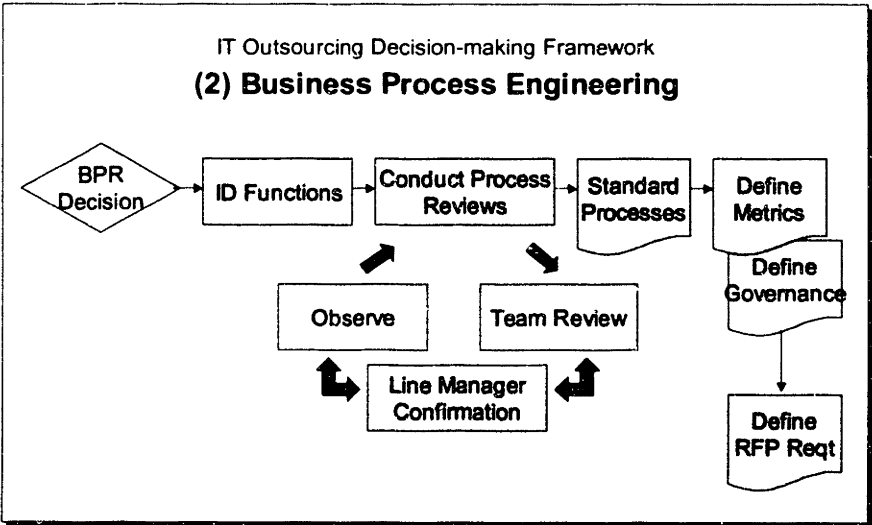 IT Outsourcing Decision-making Framework
(2) Business Process Engineering
BPR
Decision
ID Functions
Conduct Process
Reviews
Standard
Processes
Define
Metrics
Define
Governance
Observe
Team Review
Line Manager
Confirmation
Define
RFP Reqt